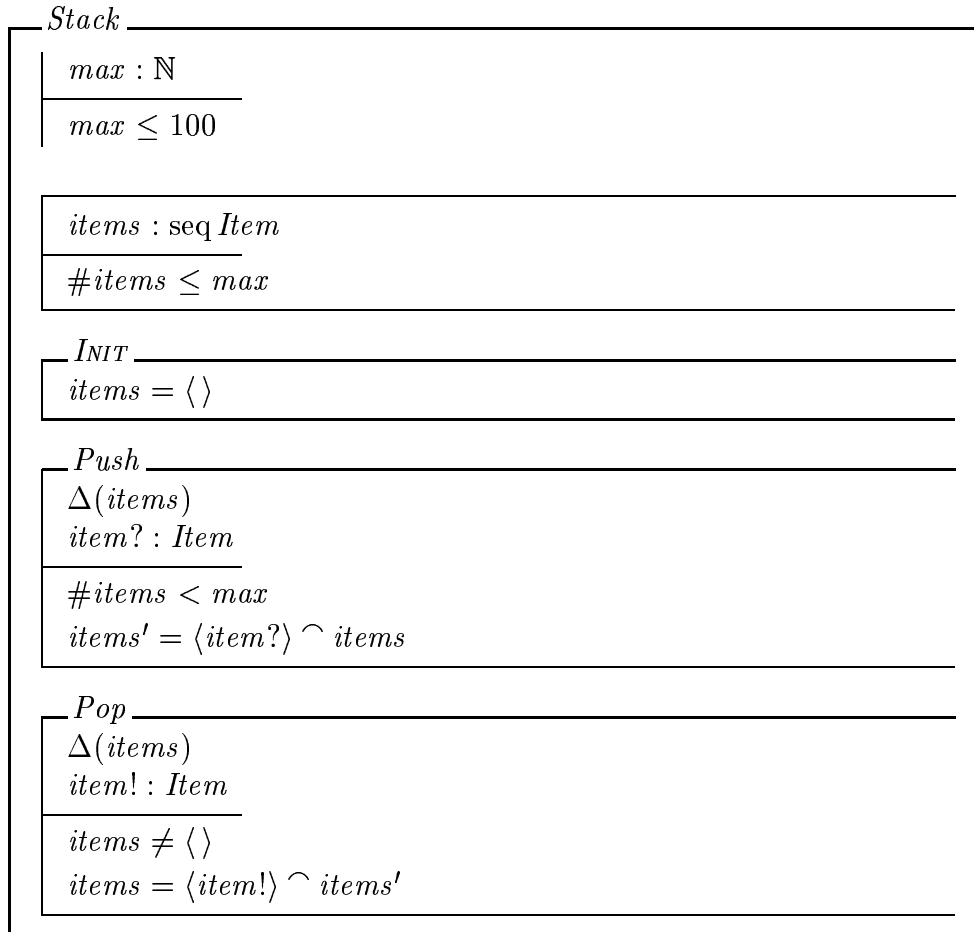 Stack
max : ℕ
max ≤ 100
items : seq Item
#items ≤ max
INIT
items = ⟨ ⟩
Push
Δ(items)
item? : Item
#items < max
items′ = ⟨item?⟩ ⌢ items
Pop
Δ(items)
item! : Item
items ≠ ⟨ ⟩
items = ⟨item!⟩ ⌢ items′